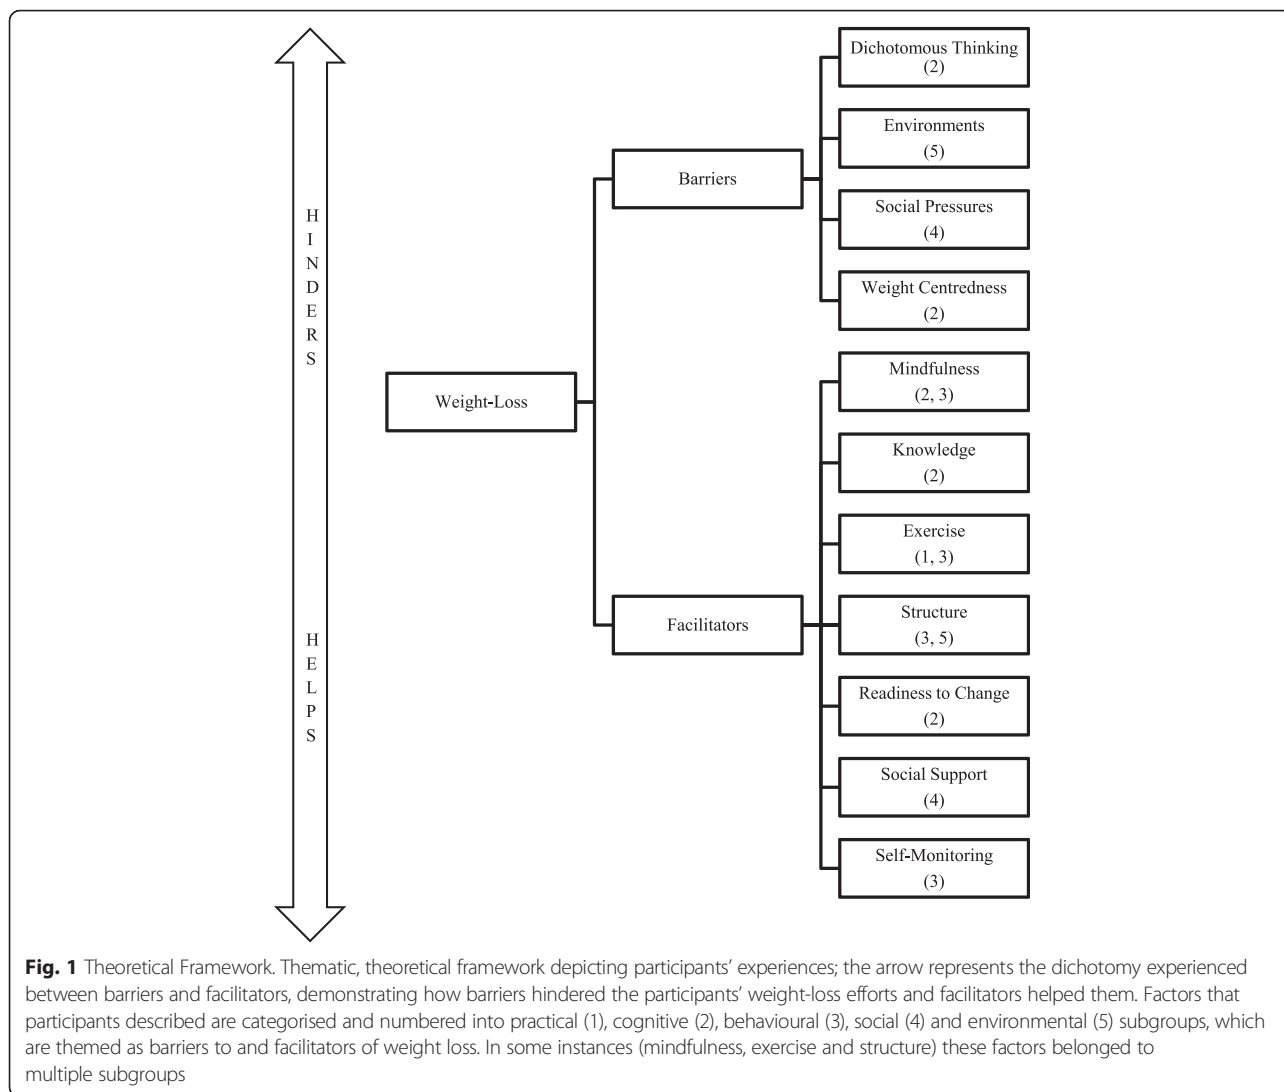 H
I
N
D
E
R
S
H
E
L
P
S
Weight-Loss
Barriers
Dichotomous Thinking
(2)
Environments
(5)
Social Pressures
(4)
Weight Centredness
(2)
Facilitators
Mindfulness
(2, 3)
Knowledge
(2)
Exercise
(1, 3)
Structure
(3, 5)
Readiness to Change
(2)
Social Support
(4)
Self-Monitoring
(3)
Fig. 1 Theoretical Framework. Thematic, theoretical framework depicting participants’ experiences; the arrow represents the dichotomy experienced
between barriers and facilitators, demonstrating how barriers hindered the participants’ weight-loss efforts and facilitators helped them. Factors that
participants described are categorised and numbered into practical (1), cognitive (2), behavioural (3), social (4) and environmental (5) subgroups, which
are themed as barriers to and facilitators of weight loss. In some instances (mindfulness, exercise and structure) these factors belonged to
multiple subgroups